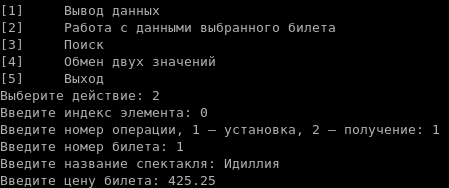 [1] Вывод данных
[2] Работа с данными выбранного билета
[3] Поиск
[4] Обмен двух значений
[5] Выход
Выберите действие: 2
Введите индекс элемента: 0
Введите номер операции, 1 – установка, 2 – получение: 1
Введите номер билета: 1
Введите название спектакля: Идиллия
Введите цену билета: 425.25